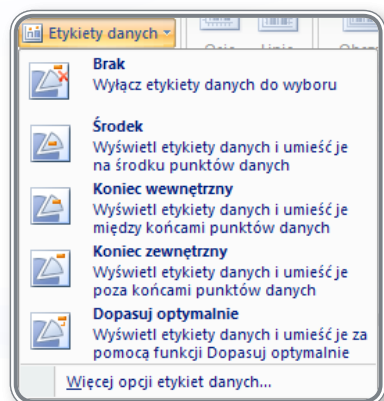 Etykiety danych
Brak
Wyłącz etykiety danych do wyboru
Środek
Wyświetl etykiety danych i umieść je
na środku punktów danych
Koniec wewnętrzny
Wyświetl etykiety danych i umieść je
między końcami punktów danych
Koniec zewnętrzny
Wyświetl etykiety danych i umieść je
poza końcami punktów danych
Dopasuj optymalnie
Wyświetl etykiety danych i umieść je za
pomocą funkcji Dopasuj optymalnie
Więcej opcji etykiet danych...